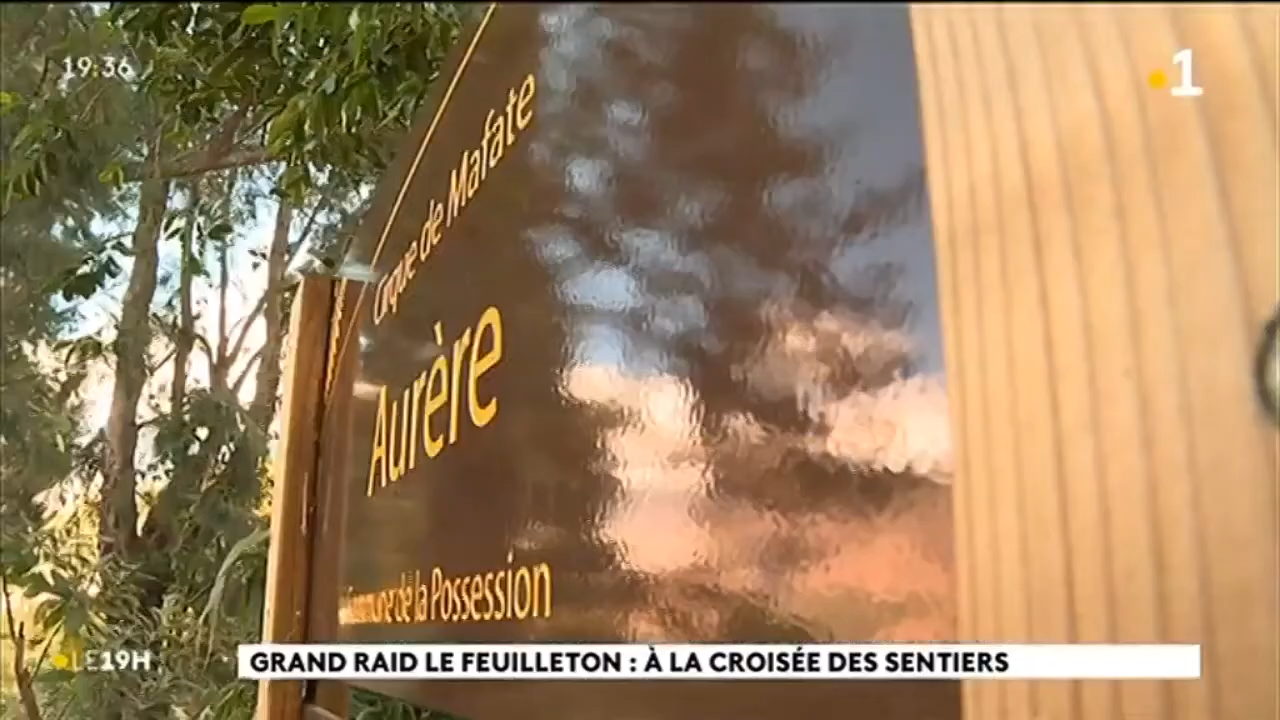 19:36
1
Cirque de Mafate
Aurère
Commune de la Possession
LE19H
GRAND RAID LE FEUILLETON : À LA CROISÉE DES SENTIERS